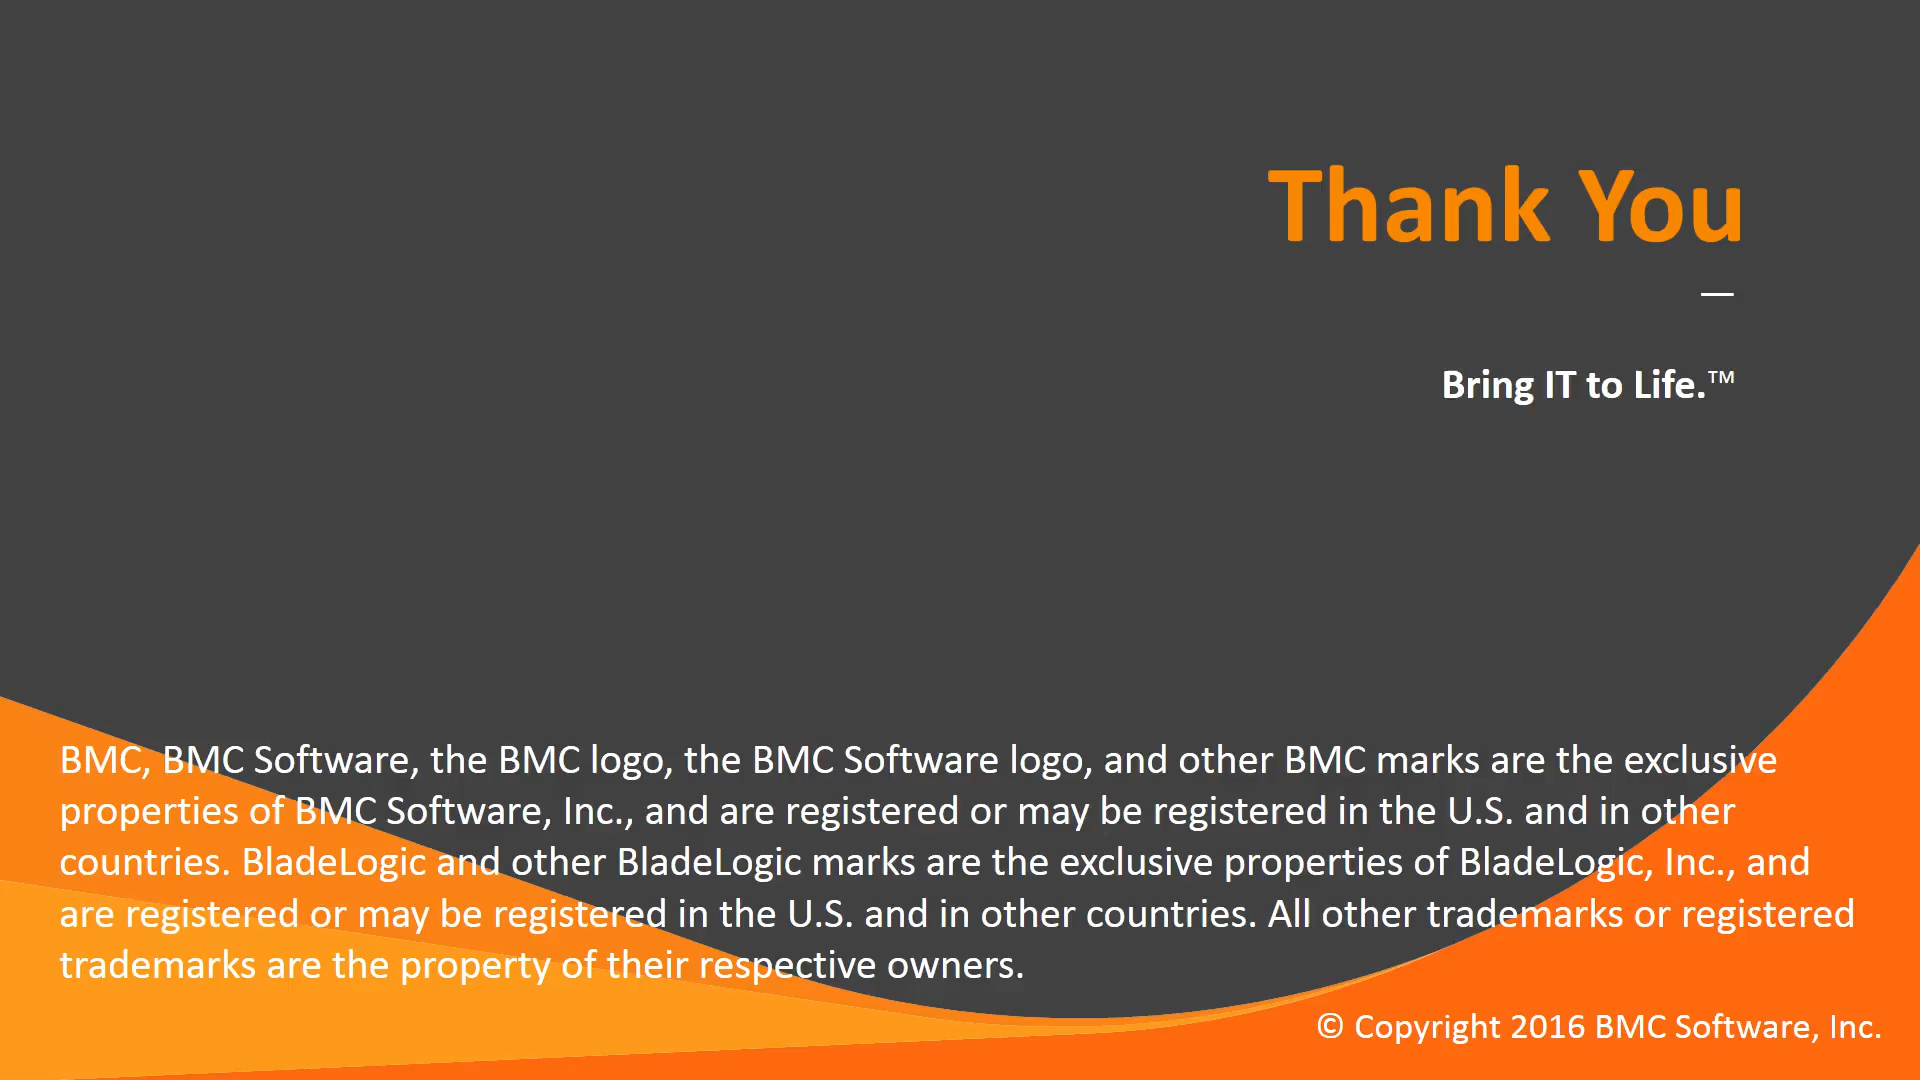 Thank You
—
Bring IT to Life.™
BMC, BMC Software, the BMC logo, the BMC Software logo, and other BMC marks are the exclusive
properties of BMC Software, Inc., and are registered or may be registered in the U.S. and in other
countries. BladeLogic and other BladeLogic marks are the exclusive properties of BladeLogic, Inc., and
are registered or may be registered in the U.S. and in other countries. All other trademarks or registered
trademarks are the property of their respective owners.
© Copyright 2016 BMC Software, Inc.